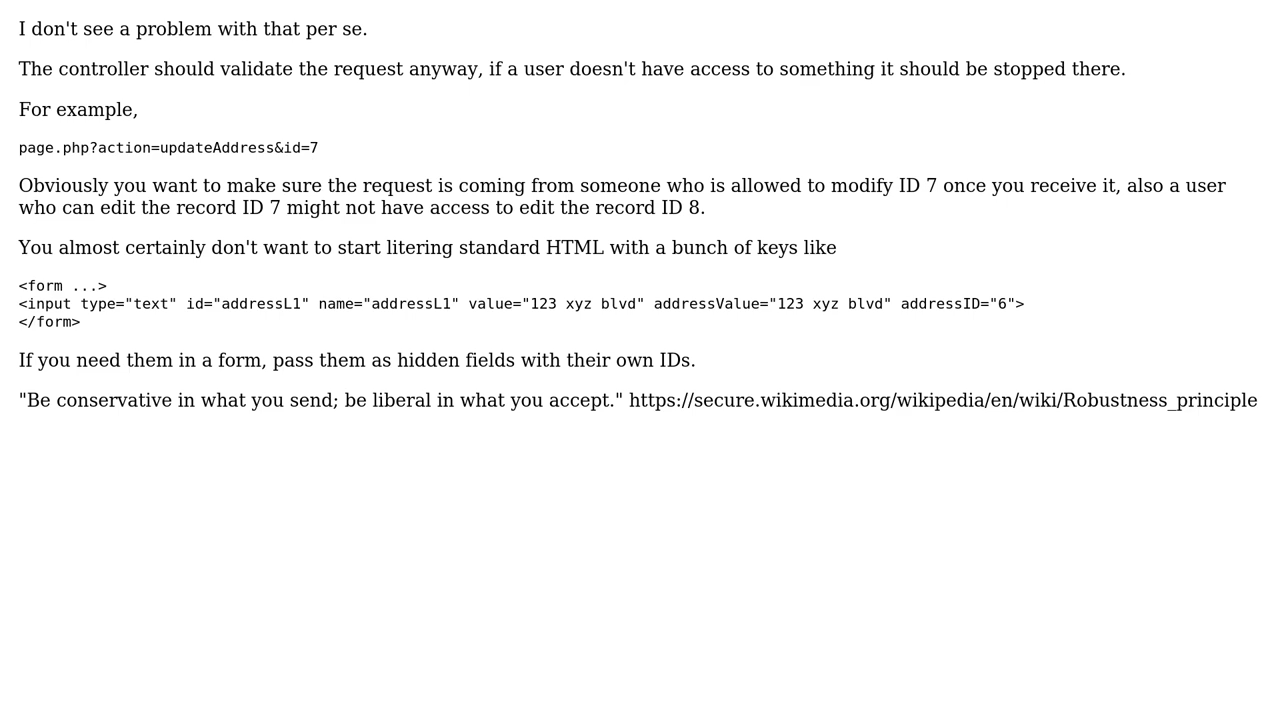 I don't see a problem with that per se.
The controller should validate the request anyway, if a user doesn't have access to something it should be stopped there.
For example,
page.php?action=updateAddress&id=7
Obviously you want to make sure the request is coming from someone who is allowed to modify ID 7 once you receive it, also a user
who can edit the record ID 7 might not have access to edit the record ID 8.
You almost certainly don't want to start litering standard HTML with a bunch of keys like
<form ...>
<input type="text" id="addressL1" name="addressL1" value="123 xyz blvd" addressValue="123 xyz blvd" addressID="6">
</form>
If you need them in a form, pass them as hidden fields with their own IDs.
"Be conservative in what you send; be liberal in what you accept." https://secure.wikimedia.org/wikipedia/en/wiki/Robustness_principle